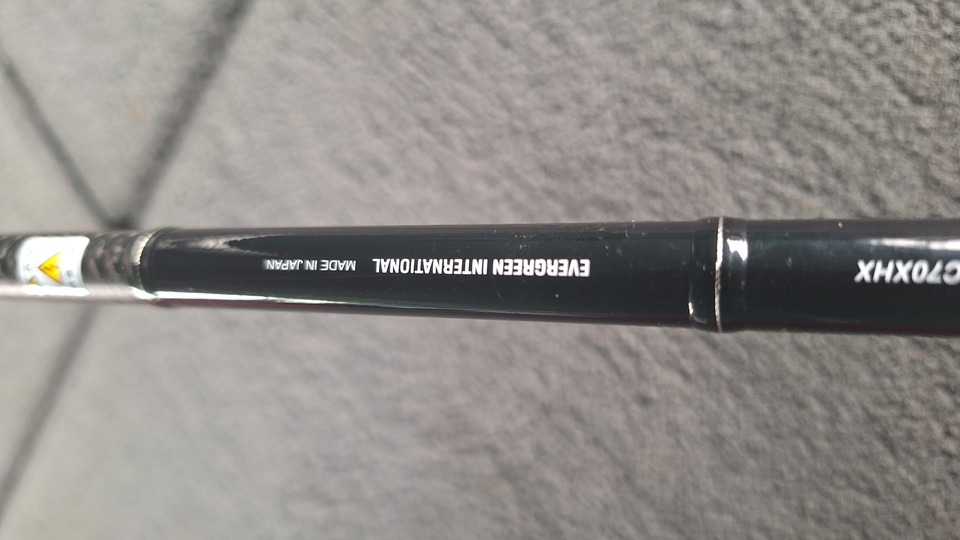 C70XHX
EVERGREEN INTERNATIONAL MADE IN JAPAN